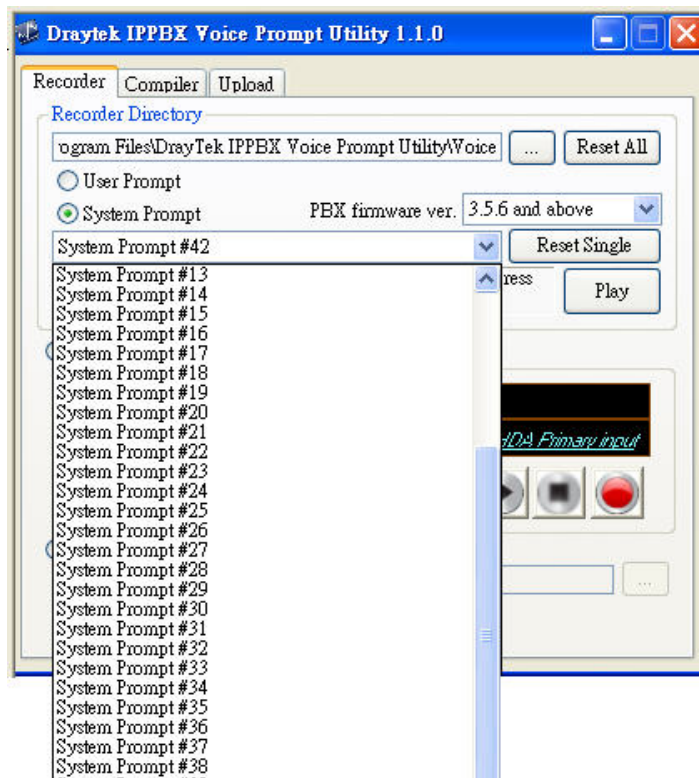 Draytek IPPBX Voice Prompt Utility 1.1.0
Recorder Compiler Upload
Recorder Directory
ogram Files\DrayTek IPPBX Voice Prompt Utility\Voice ... Reset All
User Prompt
System Prompt PBX firmware ver. 3.5.6 and above
System Prompt #42 Reset Single
ress
Play
System Prompt #13
System Prompt #14
System Prompt #15
System Prompt #16
System Prompt #17
System Prompt #18
System Prompt #19
System Prompt #20
System Prompt #21
System Prompt #22
System Prompt #23
System Prompt #24
System Prompt #25
System Prompt #26
System Prompt #27
System Prompt #28
System Prompt #29
System Prompt #30
System Prompt #31
System Prompt #32
System Prompt #33
System Prompt #34
System Prompt #35
System Prompt #36
System Prompt #37
System Prompt #38
HDA Primary input
...